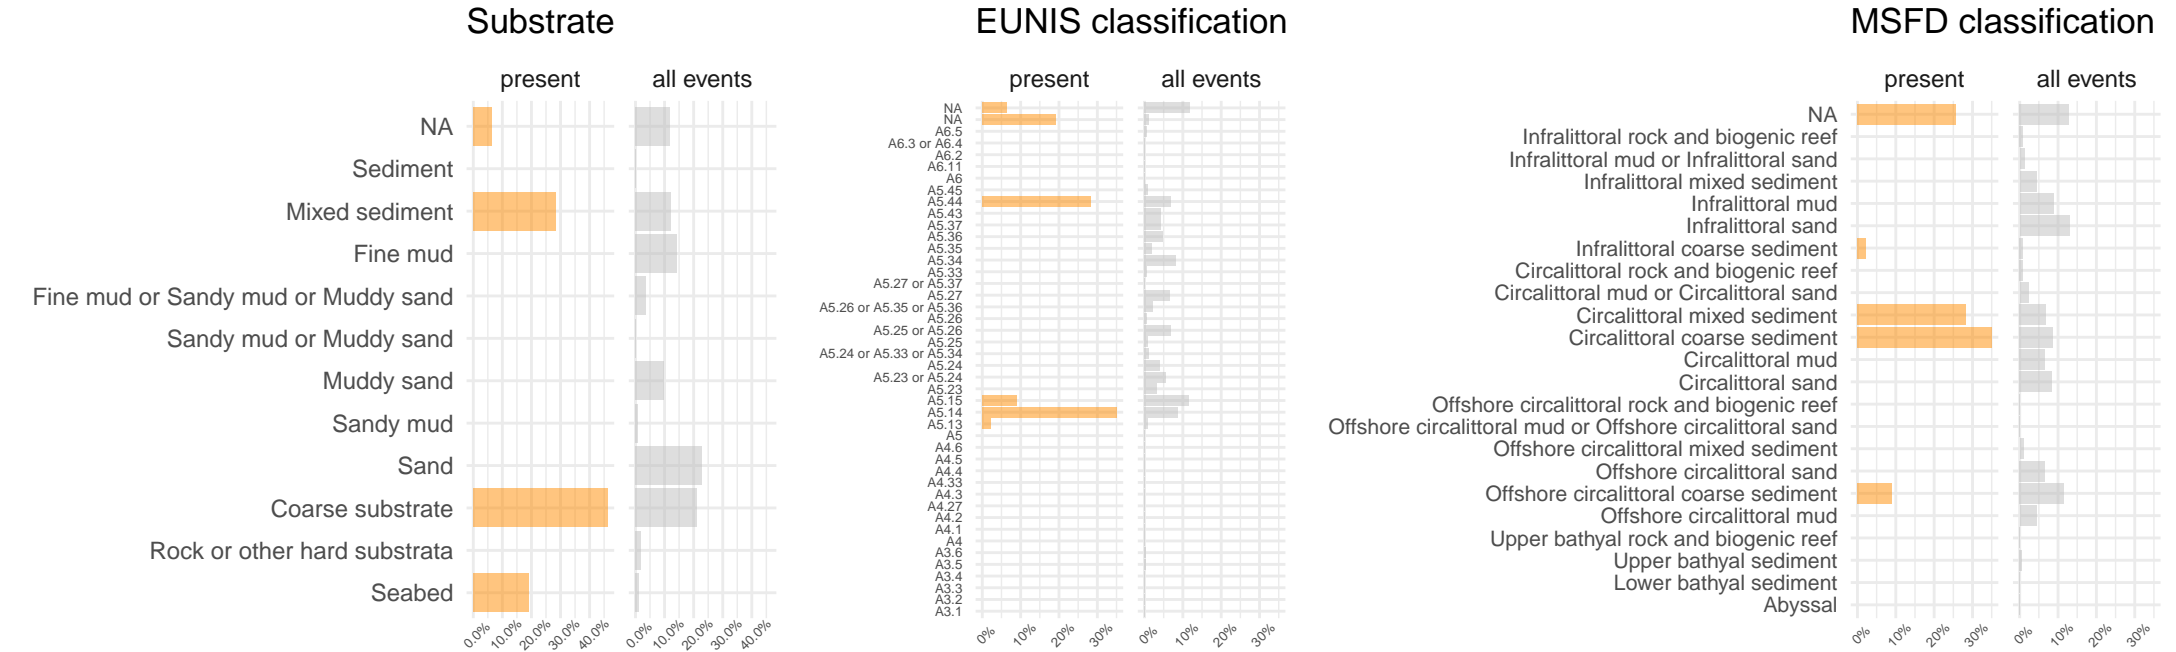 Substrate
present
all events
NA
Sediment
Mixed sediment
Fine mud
Fine mud or Sandy mud or Muddy sand
Sandy mud or Muddy sand
Muddy sand
Sandy mud
Sand
Coarse substrate
Rock or other hard substrata
Seabed
0.0% 10.0% 20.0% 30.0% 40.0%
0.0% 10.0% 20.0% 30.0% 40.0%
EUNIS classification
present
all events
NA
NA
A6.5
A6.3 or A6.4
A6.2
A6.11
A6
A5.45
A5.44
A5.43
A5.37
A5.36
A5.35
A5.34
A5.33
A5.27 or A5.37
A5.27
A5.26 or A5.35 or A5.36
A5.26
A5.25 or A5.26
A5.25
A5.24 or A5.33 or A5.34
A5.24
A5.23 or A5.24
A5.23
A5.15
A5.14
A5.13
A5
A4.6
A4.5
A4.4
A4.33
A4.3
A4.27
A4.2
A4.1
A4
A3.6
A3.5
A3.4
A3.3
A3.2
A3.1
0% 10% 20% 30%
0% 10% 20% 30%
MSFD classification
present
all events
NA
Infralittoral rock and biogenic reef
Infralittoral mud or Infralittoral sand
Infralittoral mixed sediment
Infralittoral mud
Infralittoral sand
Infralittoral coarse sediment
Circalittoral rock and biogenic reef
Circalittoral mud or Circalittoral sand
Circalittoral mixed sediment
Circalittoral coarse sediment
Circalittoral mud
Circalittoral sand
Offshore circalittoral rock and biogenic reef
Offshore circalittoral mud or Offshore circalittoral sand
Offshore circalittoral mixed sediment
Offshore circalittoral sand
Offshore circalittoral coarse sediment
Offshore circalittoral mud
Upper bathyal rock and biogenic reef
Upper bathyal sediment
Lower bathyal sediment
Abyssal
0% 10% 20% 30%
0% 10% 20% 30%